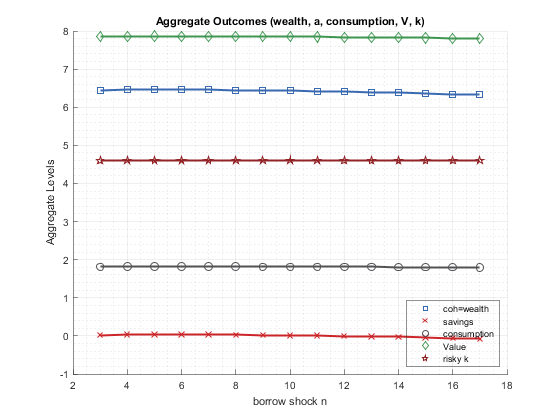 Aggregate Outcomes (wealth, a, consumption, V, k)
8
7
6
5
4
3
2
1
0
-1
Aggregate Levels
2
4
6
8
10
12
14
16
18
borrow shock n
coh=wealth
savings
consumption
Value
risky k